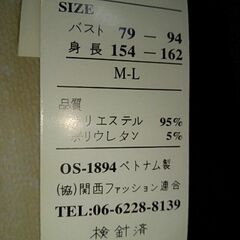 SIZE
バスト 79 — 94
身長 154 — 162
M-L
品質
ポリエステル 95%
ポリウレタン 5%
OS-1894 ベトナム製
(協)関西ファッション連合
TEL:06-6228-8139
検針済